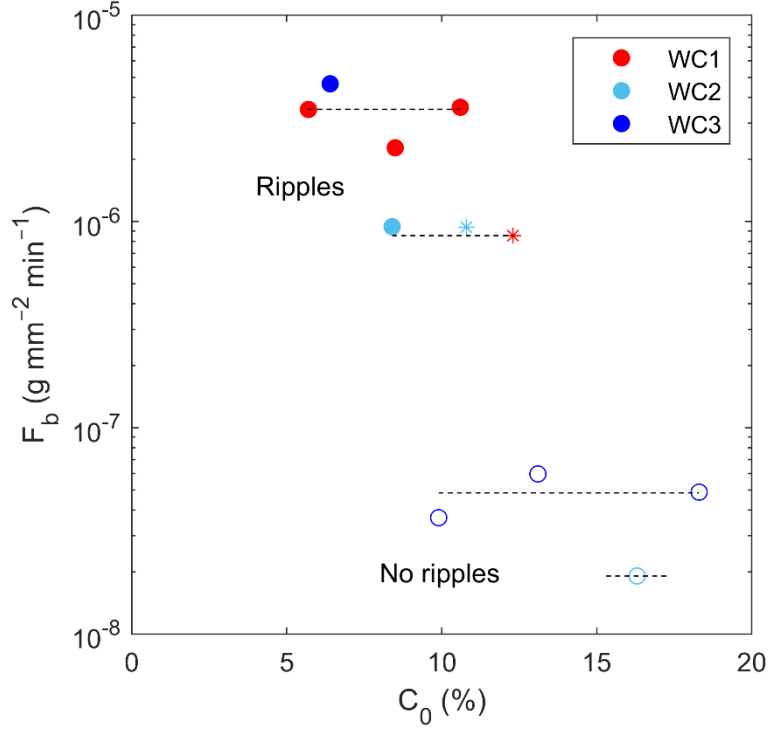 10⁻⁵
10⁻⁶
10⁻⁷
10⁻⁸
F_b (g mm⁻² min⁻¹)
WC1
WC2
WC3
Ripples
No ripples
0 5 10 15 20
C₀ (%)